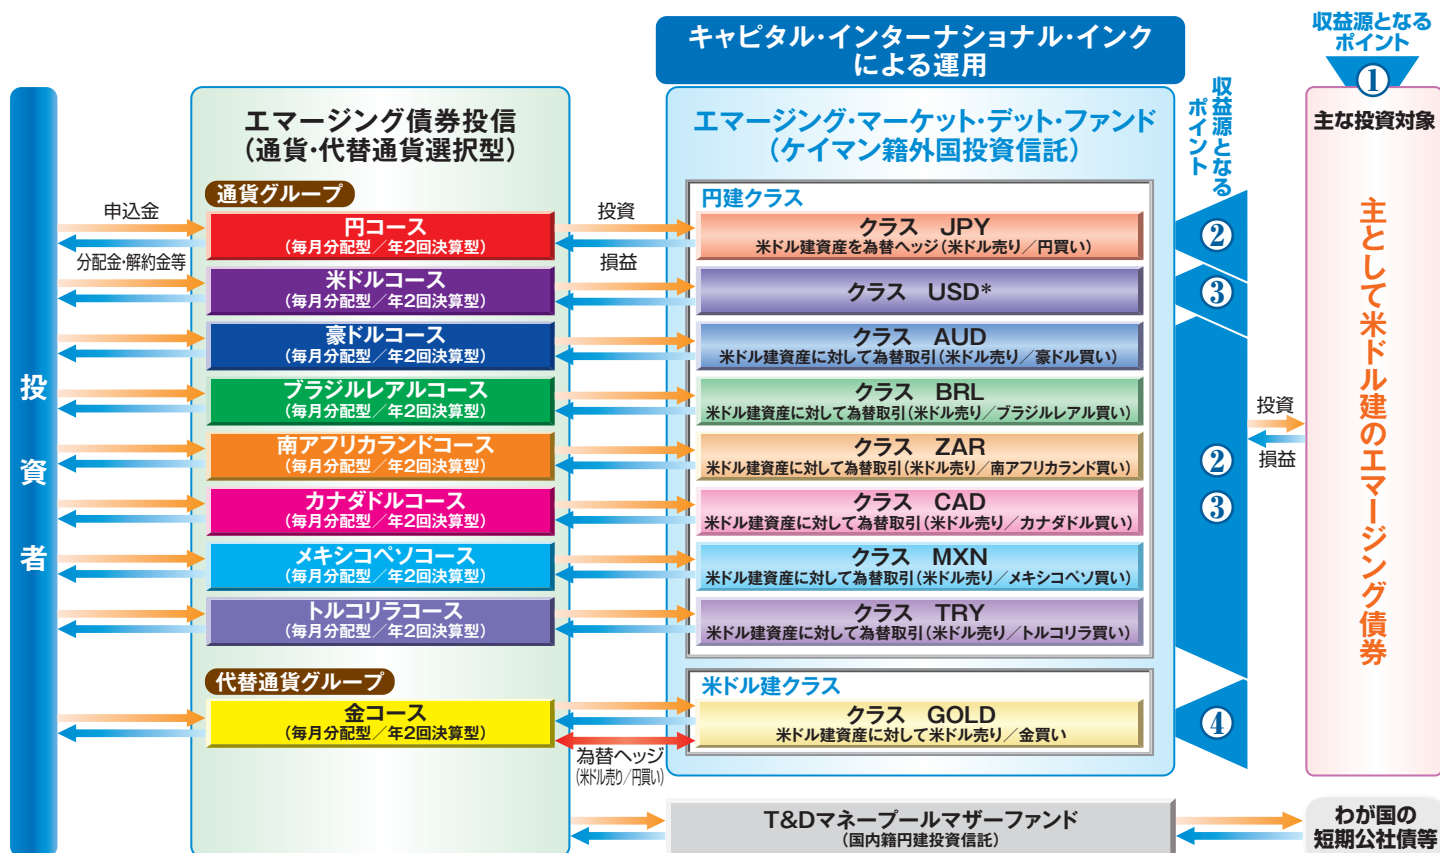 キャピタル・インターナショナル・インク
による運用
収益源となる
ポイント
①
投資者
エマージング債券投信
（通貨・代替通貨選択型）
エマージング・マーケット・デット・ファンド
（ケイマン籍外国投資信託）
収益源となる
ポイント
主な投資対象
通貨グループ
円建クラス
申込金
円コース
（毎月分配型／年2回決算型）
投資
クラス　JPY
米ドル建資産を為替ヘッジ（米ドル売り／円買い）
②
分配金・解約金等
損益
米ドルコース
（毎月分配型／年2回決算型）
クラス　USD*
③
豪ドルコース
（毎月分配型／年2回決算型）
クラス　AUD
米ドル建資産に対して為替取引（米ドル売り／豪ドル買い）
ブラジルレアルコース
（毎月分配型／年2回決算型）
クラス　BRL
米ドル建資産に対して為替取引（米ドル売り／ブラジルレアル買い）
南アフリカランドコース
（毎月分配型／年2回決算型）
クラス　ZAR
米ドル建資産に対して為替取引（米ドル売り／南アフリカランド買い）
②
③
投資
損益
主として米ドル建のエマージング債券
カナダドルコース
（毎月分配型／年2回決算型）
クラス　CAD
米ドル建資産に対して為替取引（米ドル売り／カナダドル買い）
メキシコペソコース
（毎月分配型／年2回決算型）
クラス　MXN
米ドル建資産に対して為替取引（米ドル売り／メキシコペソ買い）
トルコリラコース
（毎月分配型／年2回決算型）
クラス　TRY
米ドル建資産に対して為替取引（米ドル売り／トルコリラ買い）
代替通貨グループ
米ドル建クラス
金コース
（毎月分配型／年2回決算型）
クラス　GOLD
米ドル建資産に対して米ドル売り／金買い
④
為替ヘッジ
（米ドル売り／円買い）
T&Dマネープールマザーファンド
（国内籍円建投資信託）
わが国の
短期公社債等